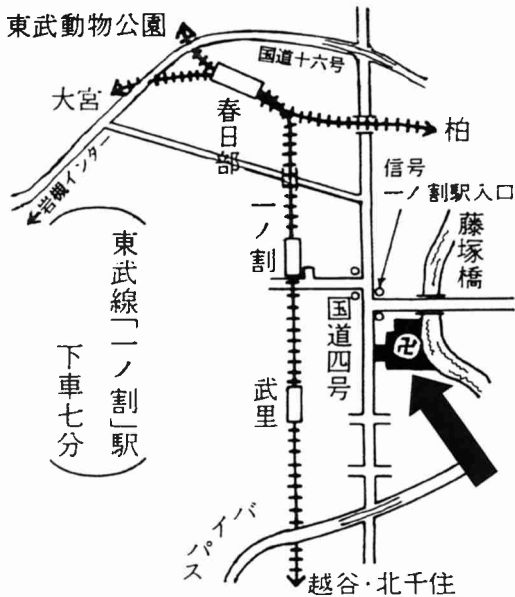 東武動物公園
国道十六号
大宮
春日部
柏
岩槻インター
信号
一ノ割駅入口
一ノ割
藤塚橋
国道四号
卍
武里
東武線「一ノ割」駅
下車七分
バイパス
越谷・北千住